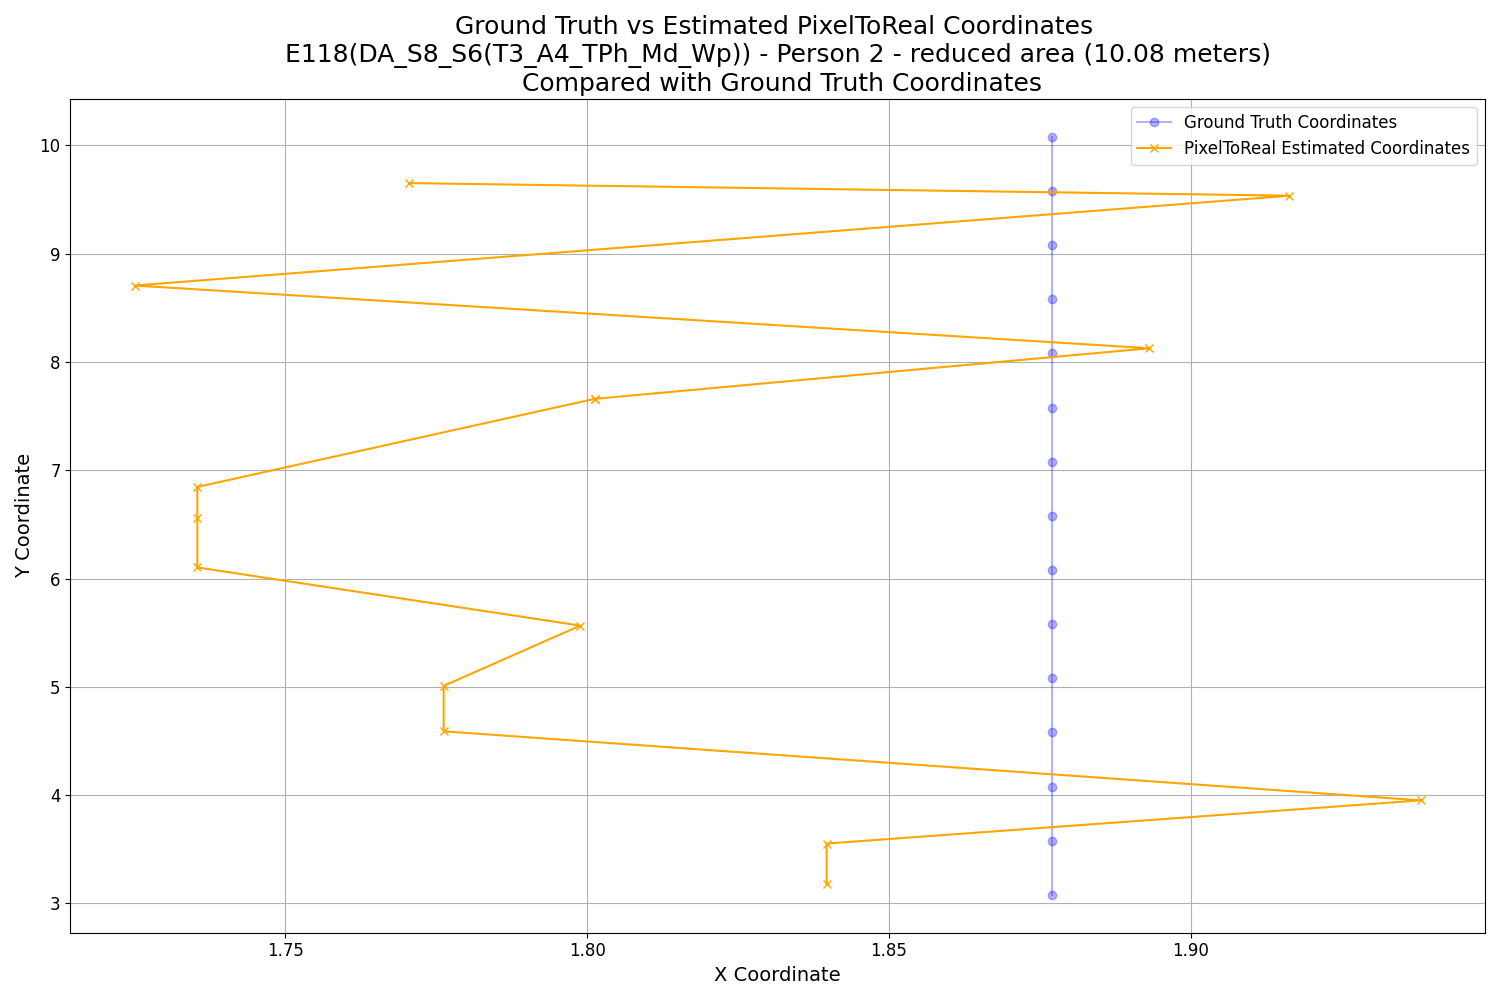 Ground Truth vs Estimated PixelToReal Coordinates
E118(DA_S8_S6(T3_A4_TPh_Md_Wp)) - Person 2 - reduced area (10.08 meters)
Compared with Ground Truth Coordinates
Ground Truth Coordinates
PixelToReal Estimated Coordinates
Y Coordinate
10
9
8
7
6
5
4
3
1.75
1.80
1.85
1.90
X Coordinate